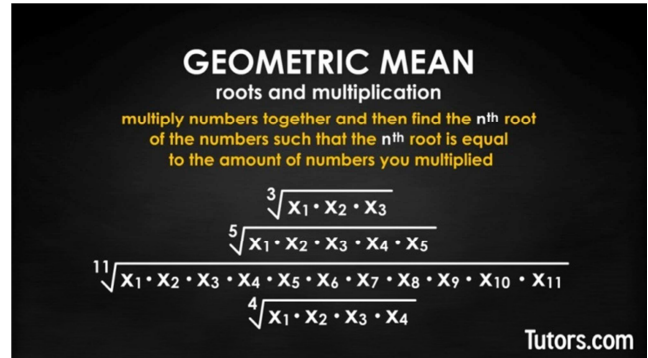 GEOMETRIC MEAN
roots and multiplication
multiply numbers together and then find the nth root
of the numbers such that the nth root is equal
to the amount of numbers you multiplied
³√X₁ • X₂ • X₃
⁵√X₁ • X₂ • X₃ • X₄ • X₅
¹¹√X₁ • X₂ • X₃ • X₄ • X₅ • X₆ • X₇ • X₈ • X₉ • X₁₀ • X₁₁
⁴√X₁ • X₂ • X₃ • X₄
Tutors.com